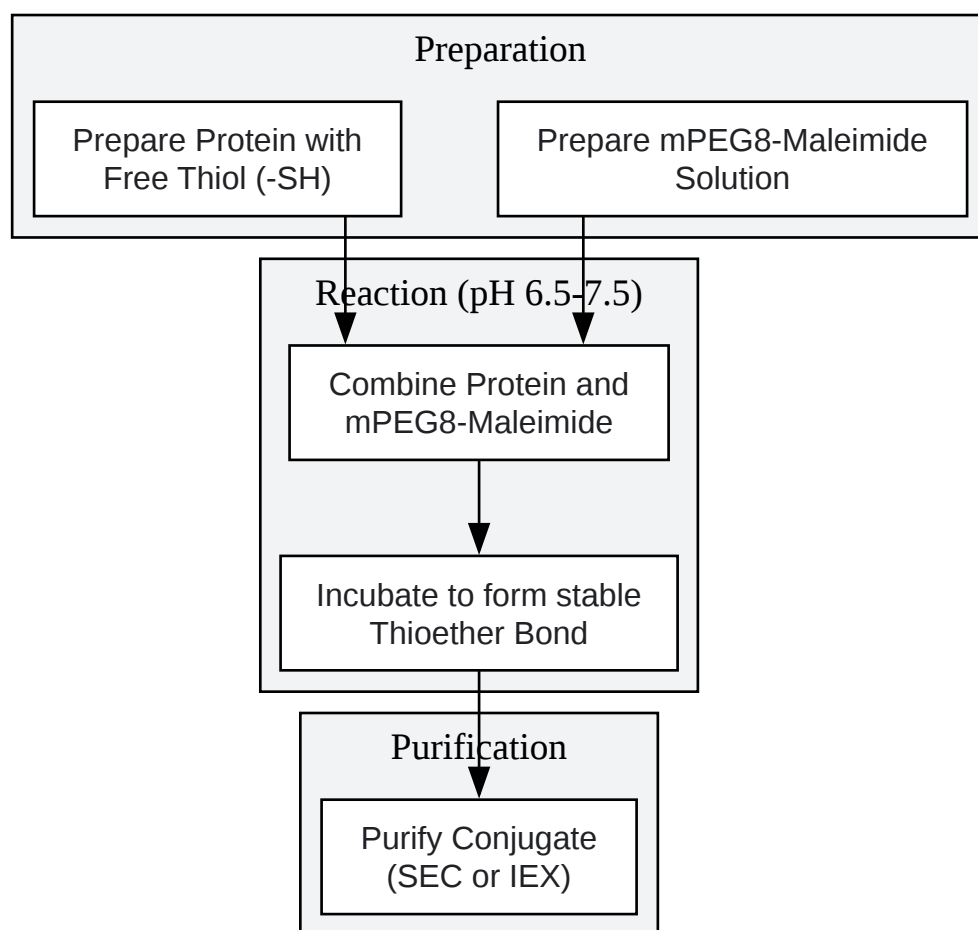 Preparation
Prepare Protein with
Free Thiol (-SH)
Prepare mPEG8-Maleimide
Solution
Reaction (pH 6.5-7.5)
Combine Protein and
mPEG8-Maleimide
Incubate to form stable
Thioether Bond
Purification
Purify Conjugate
(SEC or IEX)